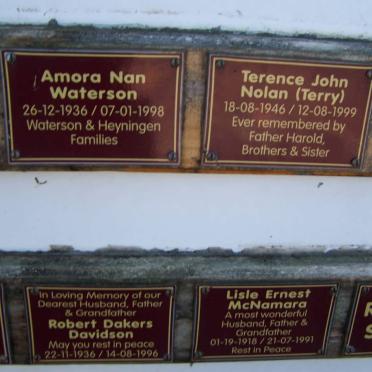 Amora Nan
Waterson
26-12-1936 / 07-01-1998
Waterson & Heyningen
Families
Terence John
Nolan (Terry)
18-08-1946 / 12-08-1999
Ever remembered by
Father Harold,
Brothers & Sister
In Loving Memory of our
Dearest Husband, Father
& Grandfather
Robert Dakers
Davidson
May you rest in peace
22-11-1936 / 14-08-1996
Lisle Ernest
McNamara
A most wonderful
Husband, Father &
Grandfather
01-19-1918 / 21-07-1991
Rest in Peace
R
S